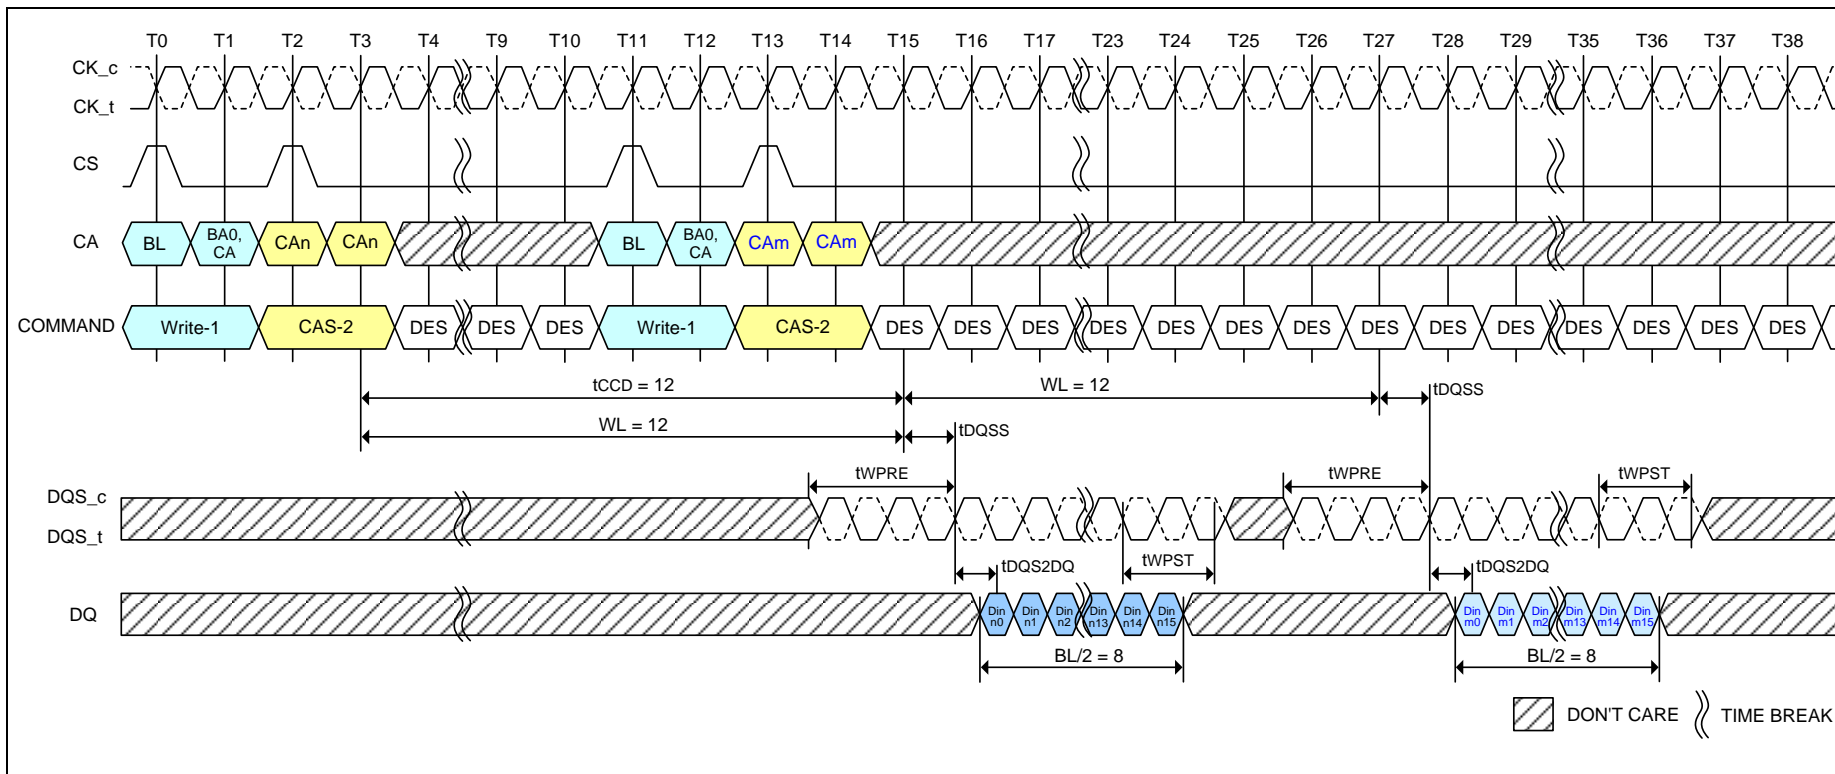 T0 T1 T2 T3 T4 T9 T10 T11 T12 T13 T14 T15 T16 T17 T23 T24 T25 T26 T27 T28 T29 T35 T36 T37 T38
CK_c
CK_t
CS
CA BL BA0, CA CAn CAn BL BA0, CA CAm CAm
COMMAND Write-1 CAS-2 DES DES DES Write-1 CAS-2 DES DES DES DES DES DES DES DES DES DES DES DES DES DES
tCCD = 12 WL = 12 tDQSS
WL = 12 tDQSS
tWPRE tWPRE tWPST
DQS_c
DQS_t
tDQS2DQ tWPST tDQS2DQ
DQ Din n0 Din n1 Din n2 Din n13 Din n14 Din n15 Din m0 Din m1 Din m2 Din m13 Din m14 Din m15
BL/2 = 8 BL/2 = 8
DON'T CARE TIME BREAK